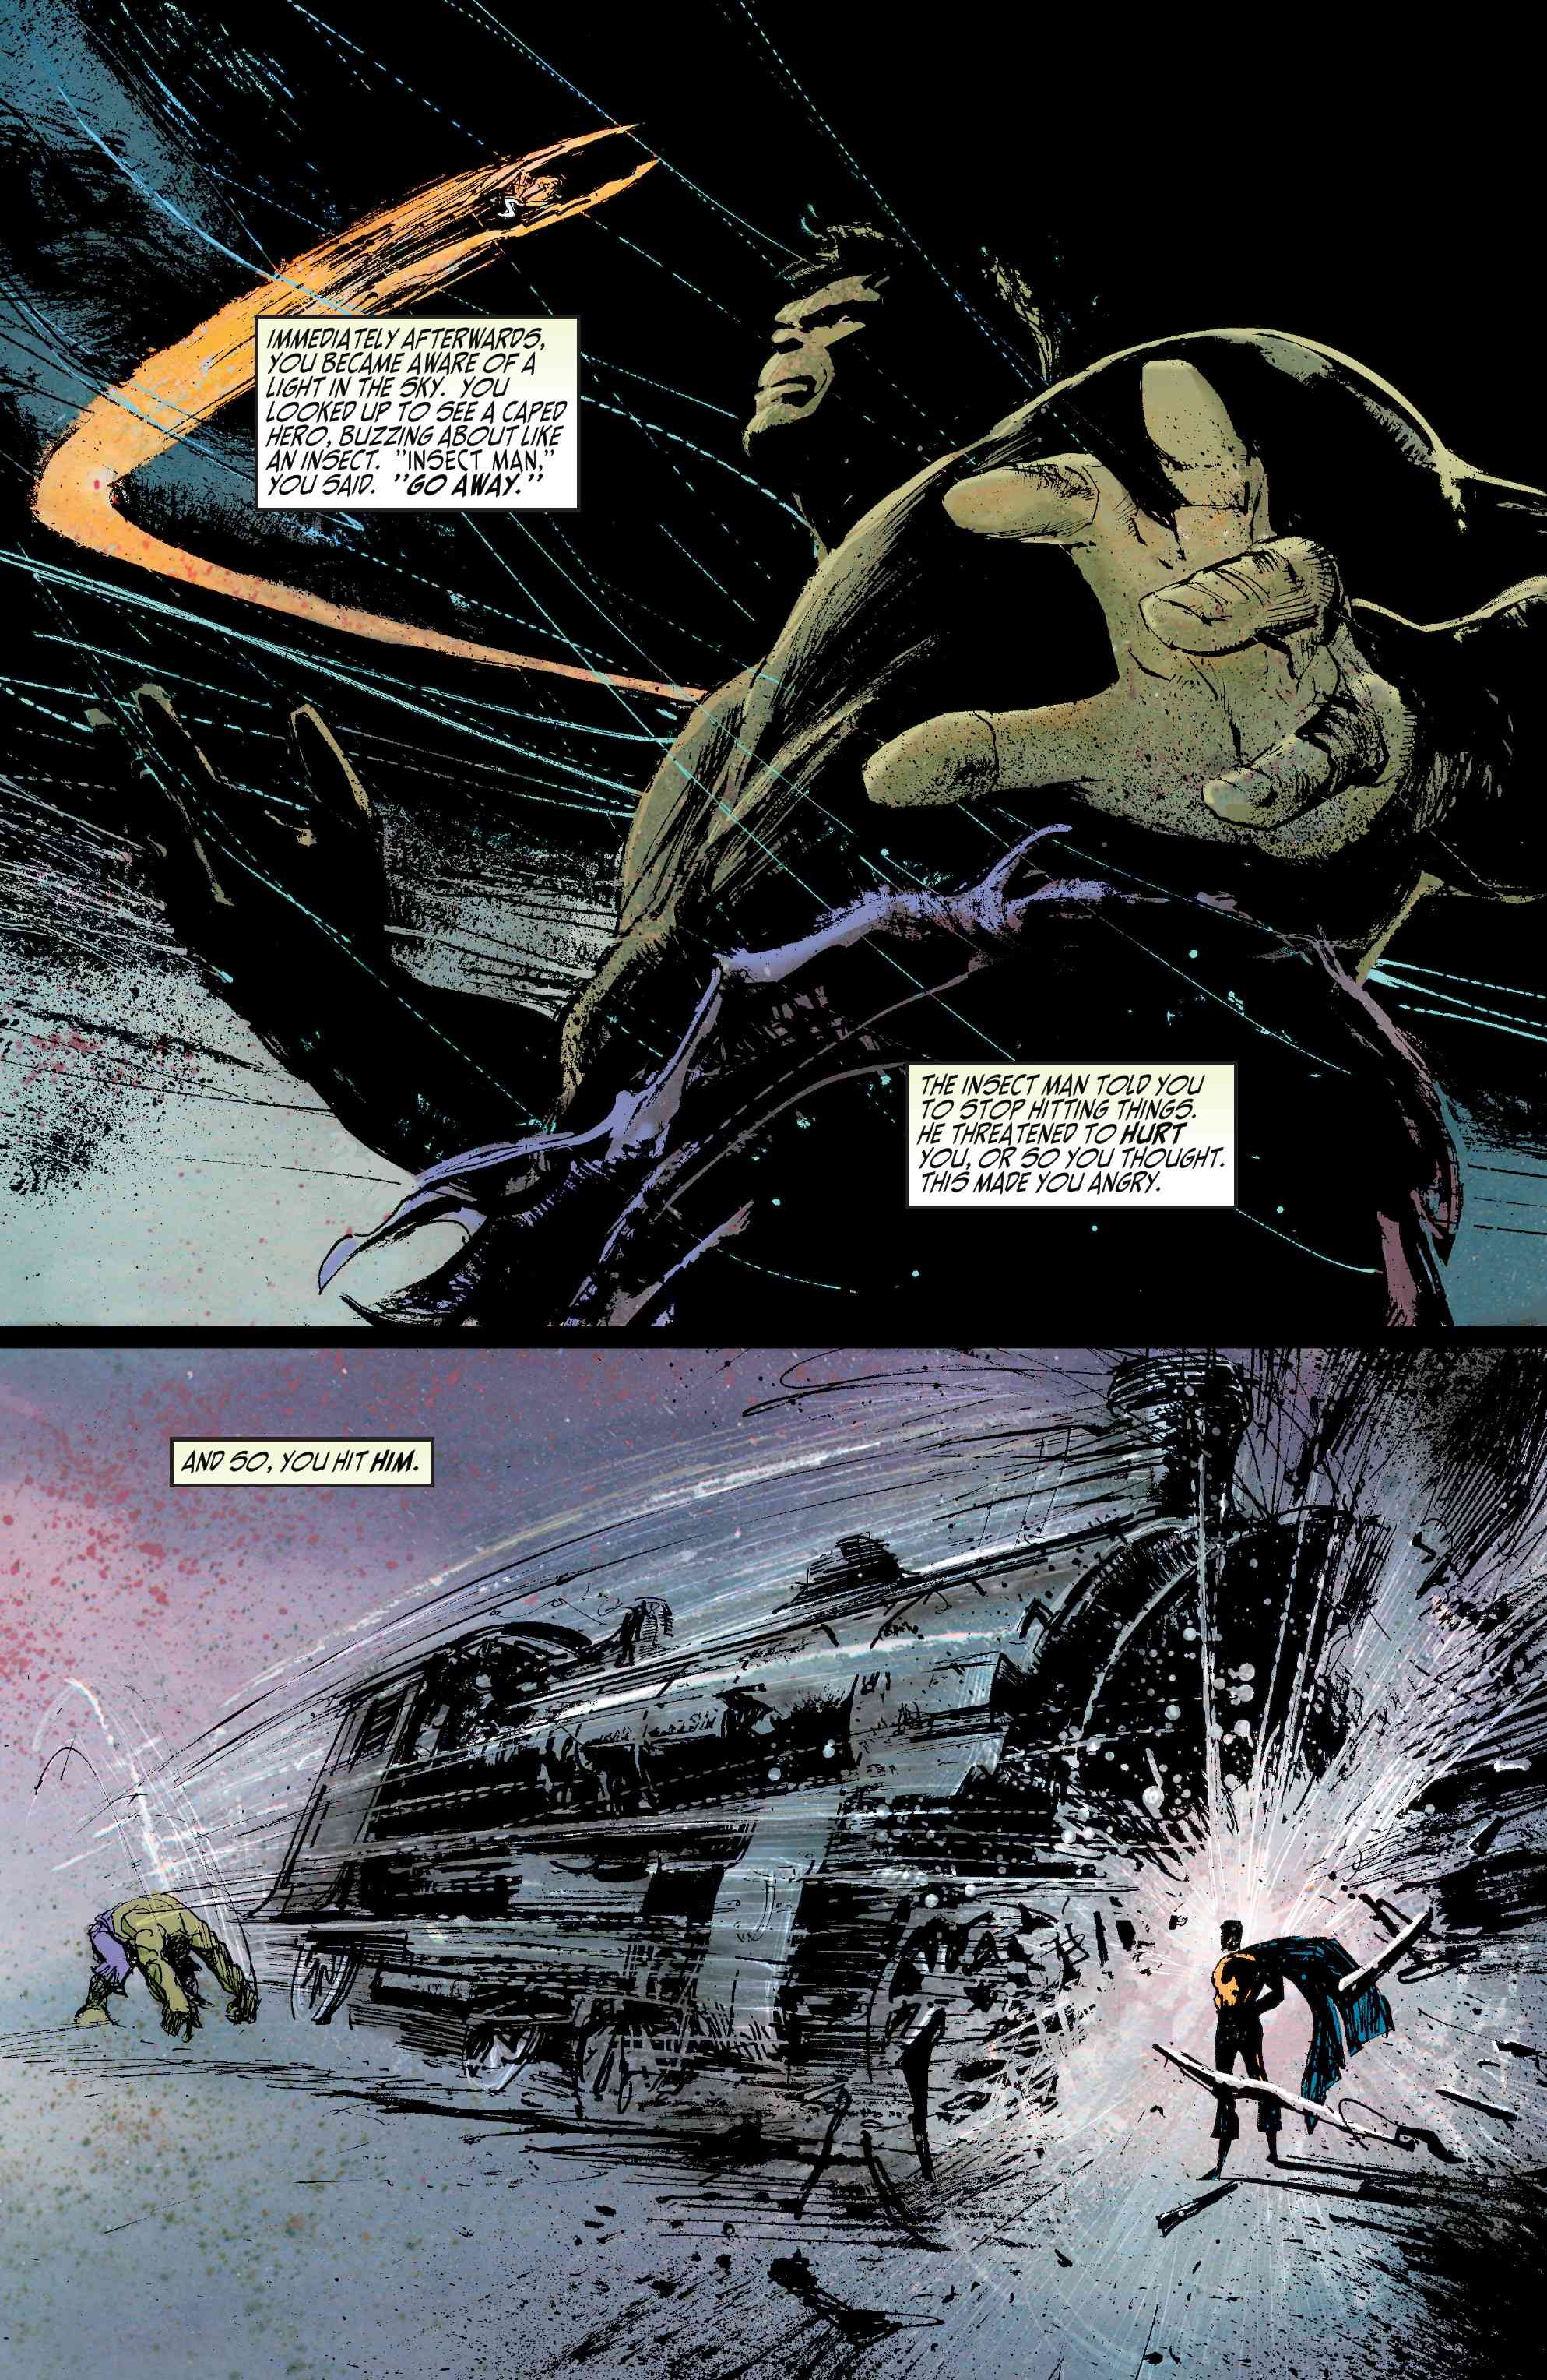 IMMEDIATELY AFTERWARDS,
YOU BECAME AWARE OF A
LIGHT IN THE SKY. YOU
LOOKED UP TO SEE A CAPED
HERO, BUZZING ABOUT LIKE
AN INSECT. "INSECT MAN,"
YOU SAID. "GO AWAY."
THE INSECT MAN TOLD YOU
TO STOP HITTING THINGS.
HE THREATENED TO HURT
YOU, OR SO YOU THOUGHT.
THIS MADE YOU ANGRY.
AND SO, YOU HIT HIM.